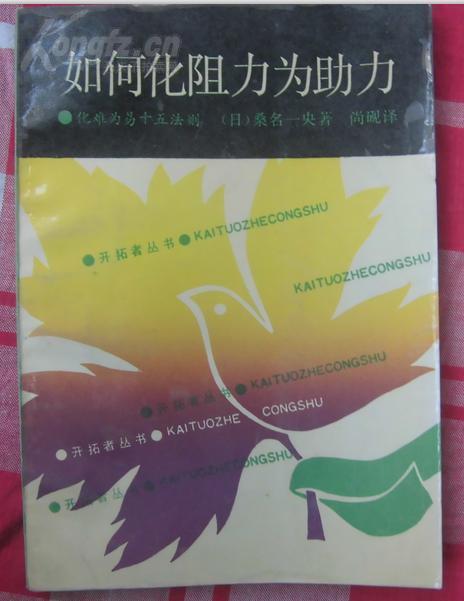 Kongfz.cn
如何化阻力为助力
●化难为易十五法则 (日)桑名一央著 尚砚译
●开拓者丛书●KAITUOZHECONGSHU
KAITUOZHECONGSHU
●开拓者丛书●KAITUOZHECONGSHU
●开拓者丛书●KAITUOZHE CONGSHU
●开拓者丛书●KAITUOZHECONGSHU